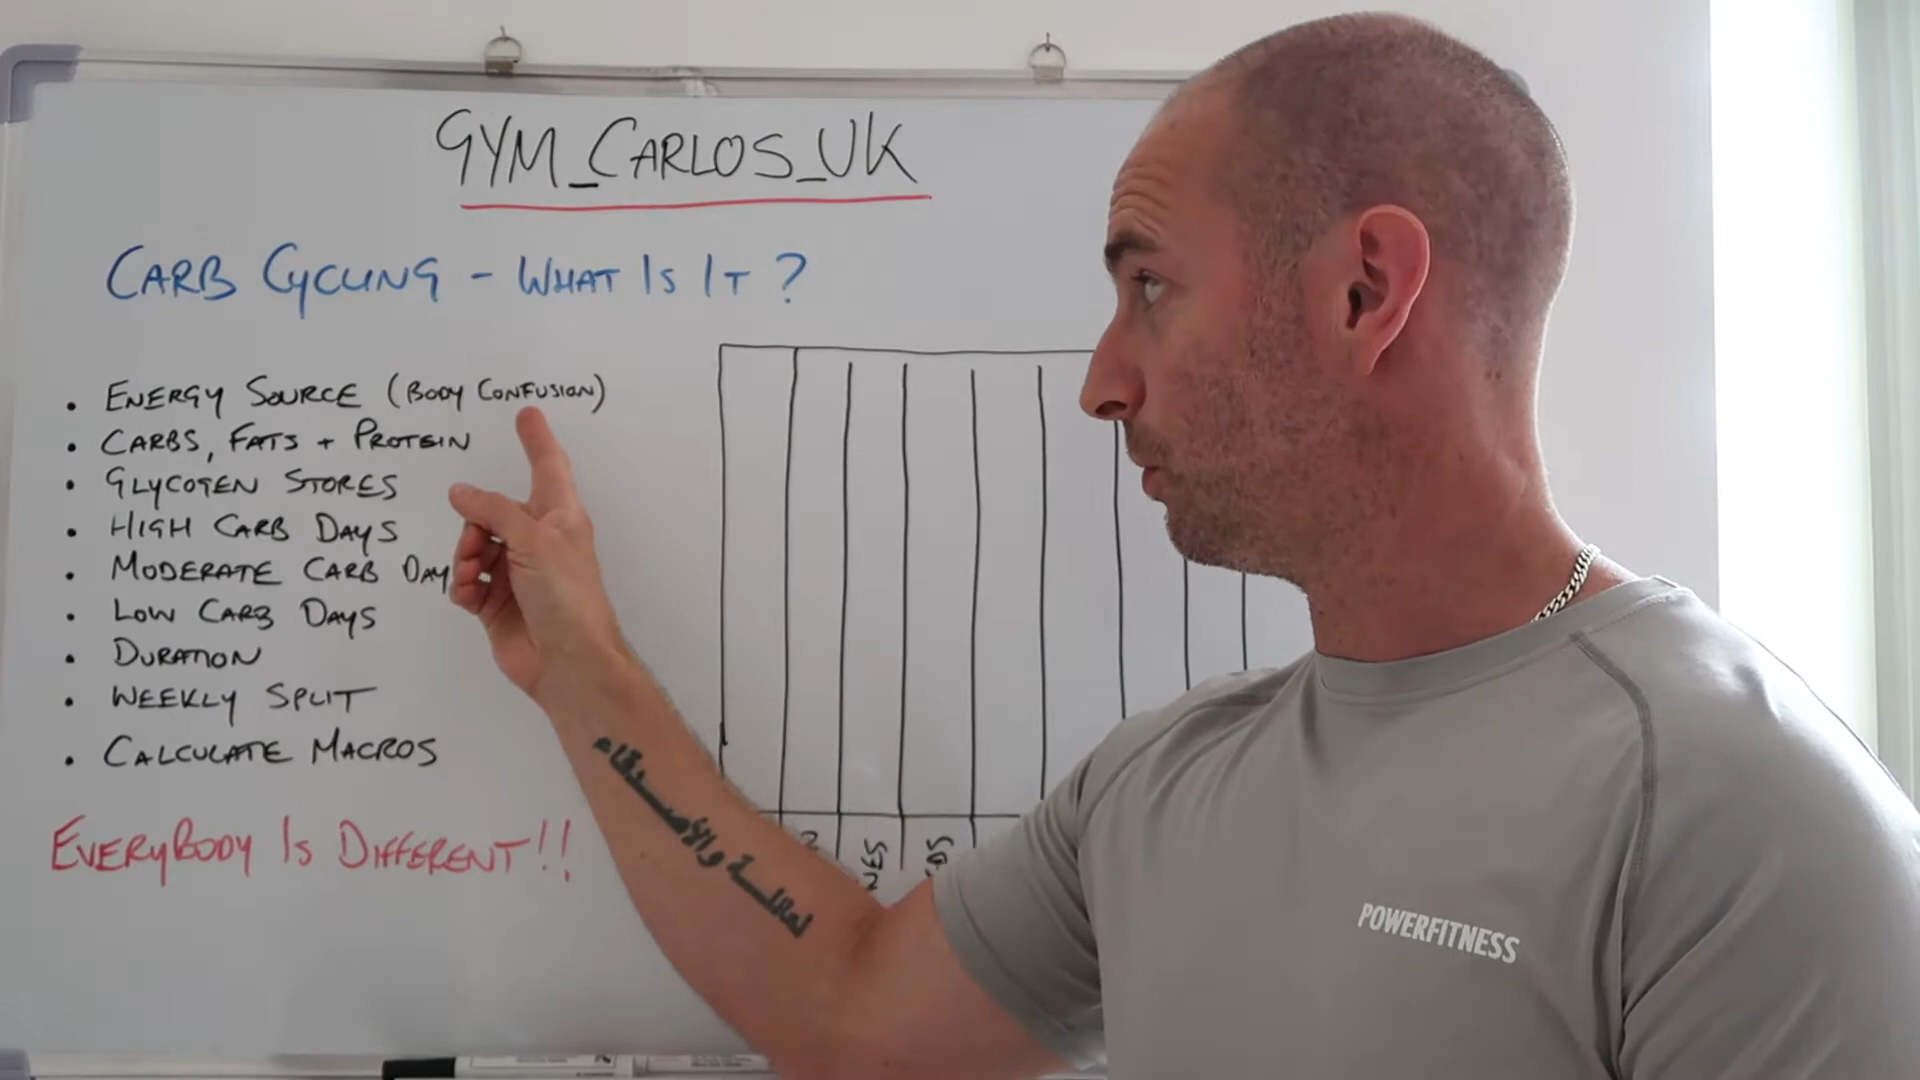 GYM_CARLOS_UK
CARB CYCLING - WHAT IS IT?
• ENERGY SOURCE (BODY CONFUSION)
• CARBS, FATS + PROTEIN
• GLYCOGEN STORES
• HIGH CARB DAYS
• MODERATE CARB DAY
• LOW CARB DAYS
• DURATION
• WEEKLY SPLIT
• CALCULATE MACROS
EVERYBODY IS DIFFERENT!!
POWERFITNESS